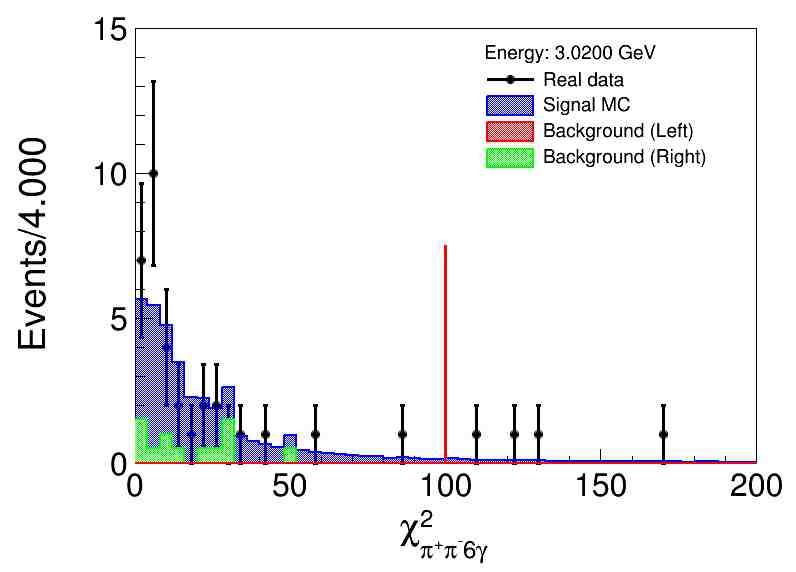 15
10
5
0
Events/4.000
Energy: 3.0200 GeV
Real data
Signal MC
Background (Left)
Background (Right)
0 50 100 150 200
χ²π⁺π⁻6γ